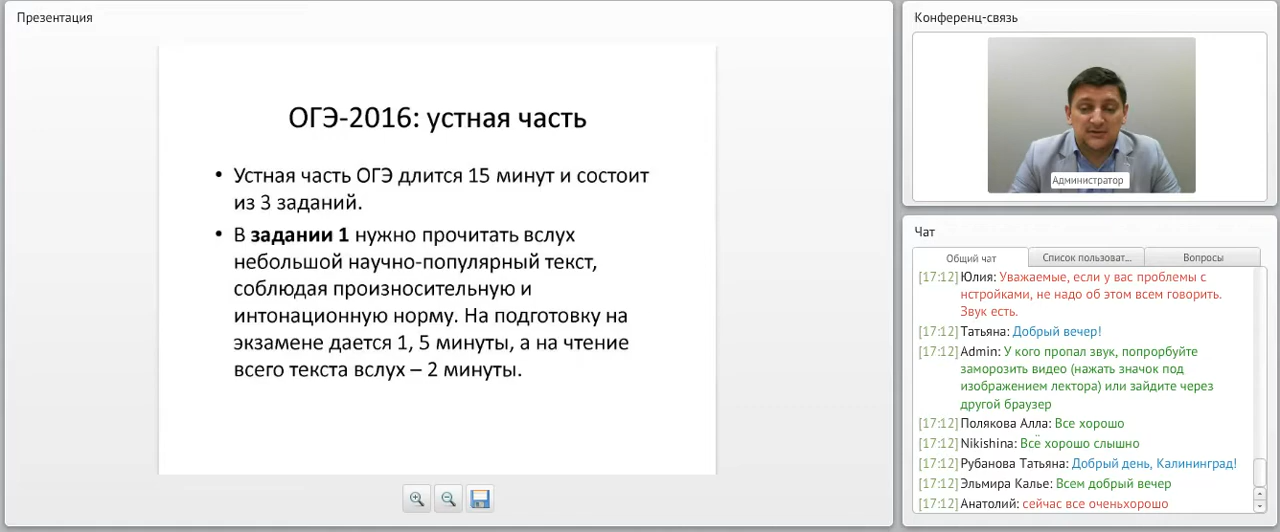 Презентация
ОГЭ-2016: устная часть
• Устная часть ОГЭ длится 15 минут и состоит
из 3 заданий.
• В задании 1 нужно прочитать вслух
небольшой научно-популярный текст,
соблюдая произносительную и
интонационную норму. На подготовку на
экзамене дается 1, 5 минуты, а на чтение
всего текста вслух – 2 минуты.
Конференц-связь
Администратор
Чат
Общий чат
Список пользоват...
Вопросы
[17:12] Юлия: Уважаемые, если у вас проблемы с
нстройками, не надо об этом всем говорить.
Звук есть.
[17:12] Татьяна: Добрый вечер!
[17:12] Admin: У кого пропал звук, попрорбуйте
заморозить видео (нажать значок под
изображением лектора) или зайдите через
другой браузер
[17:12] Полякова Алла: Все хорошо
[17:12] Nikishina: Всё хорошо слышно
[17:12] Рубанова Татьяна: Добрый день, Калининград!
[17:12] Эльмира Калье: Всем добрый вечер
[17:12] Анатолий: сейчас все оченьхорошо